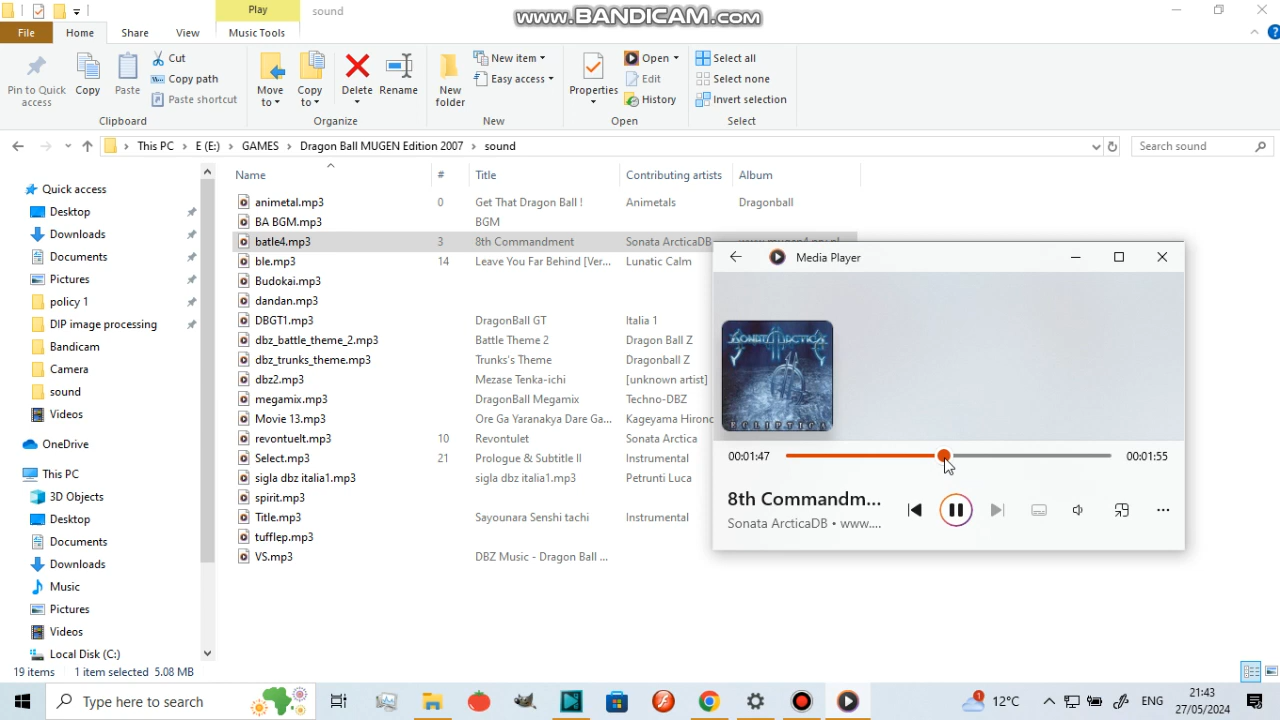 www.BANDICAM.com
Play
sound
File
Home
Share
View
Music Tools
Pin to Quick access
Copy
Paste
Cut
Copy path
Paste shortcut
Clipboard
Move to
Copy to
Delete
Rename
Organize
New folder
New item
Easy access
New
Properties
Open
Edit
History
Open
Select all
Select none
Invert selection
Select
This PC > E (E:) > GAMES > Dragon Ball MUGEN Edition 2007 > sound
Search sound
Quick access
Desktop
Downloads
Documents
Pictures
policy 1
DIP image processing
Bandicam
Camera
sound
Videos
OneDrive
This PC
3D Objects
Desktop
Documents
Downloads
Music
Pictures
Videos
Local Disk (C:)
Name # Title Contributing artists Album
animetal.mp3 0 Get That Dragon Ball ! Animetals Dragonball
BA BGM.mp3 BGM
batle4.mp3 3 8th Commandment Sonata ArcticaDB
ble.mp3 14 Leave You Far Behind [Ver... Lunatic Calm
Budokai.mp3
dandan.mp3
DBGT1.mp3 DragonBall GT Italia 1
dbz_battle_theme_2.mp3 Battle Theme 2 Dragon Ball Z
dbz_trunks_theme.mp3 Trunks's Theme Dragonball Z
dbz2.mp3 Mezase Tenka-ichi [unknown artist]
megamix.mp3 DragonBall Megamix Techno-DBZ
Movie 13.mp3 Ore Ga Yaranakya Dare Ga... Kageyama Hirono
revontuelt.mp3 10 Revontulet Sonata Arctica
Select.mp3 21 Prologue & Subtitle II Instrumental
sigla dbz italia1.mp3 sigla dbz italia1.mp3 Petrunti Luca
spirit.mp3
Title.mp3 Sayounara Senshi tachi Instrumental
tufflep.mp3
VS.mp3 DBZ Music - Dragon Ball ...
Media Player
SONATA ARCTICA
ECLIPTICA
00:01:47
00:01:55
8th Commandm...
Sonata ArcticaDB • www....
19 items 1 item selected 5.08 MB
Type here to search
12°C
ENG
21:43
27/05/2024